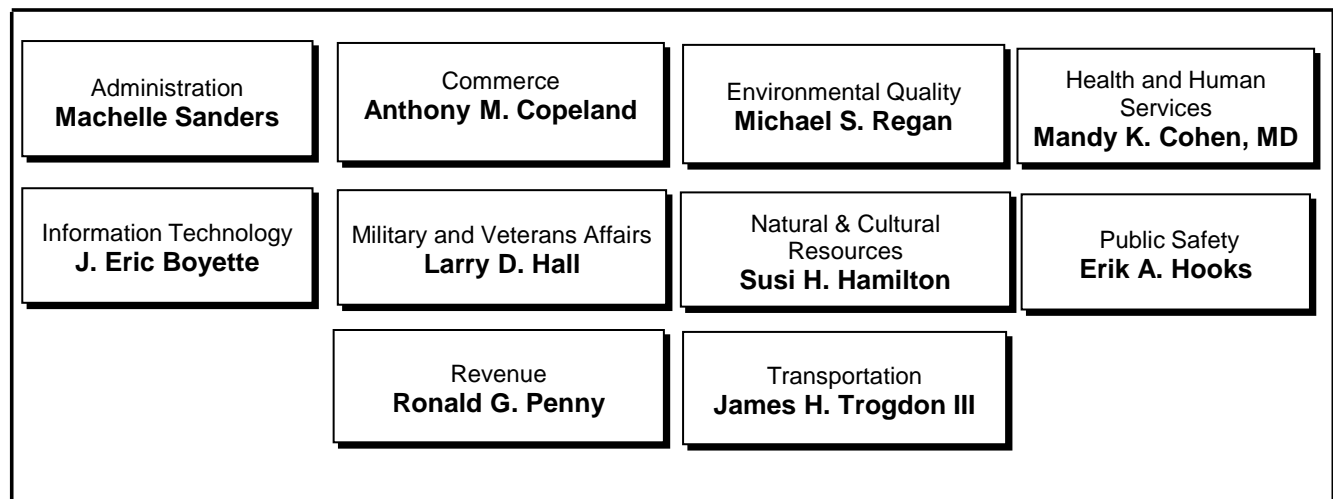 Administration
Machelle Sanders
Commerce
Anthony M. Copeland
Environmental Quality
Michael S. Regan
Health and Human
Services
Mandy K. Cohen, MD
Information Technology
J. Eric Boyette
Military and Veterans Affairs
Larry D. Hall
Natural & Cultural
Resources
Susi H. Hamilton
Public Safety
Erik A. Hooks
Revenue
Ronald G. Penny
Transportation
James H. Trogdon III